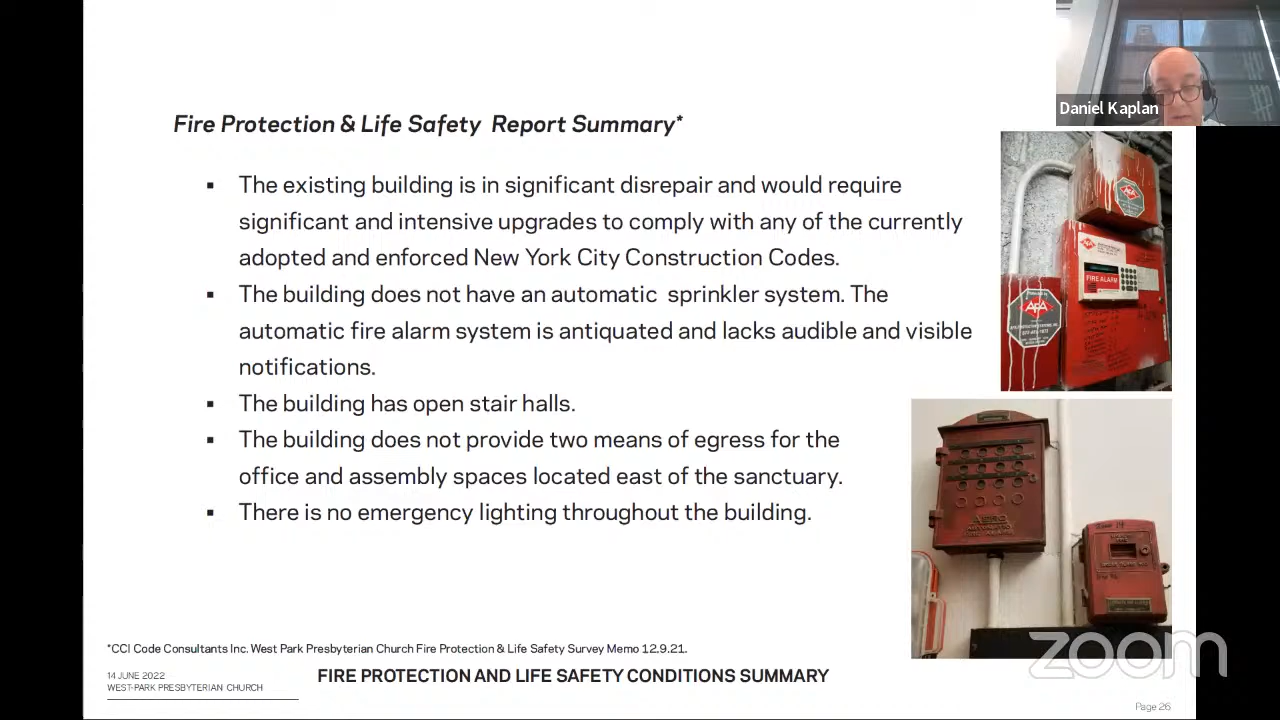 Daniel Kaplan
Fire Protection & Life Safety Report Summary*
▪ The existing building is in significant disrepair and would require
significant and intensive upgrades to comply with any of the currently
adopted and enforced New York City Construction Codes.
▪ The building does not have an automatic sprinkler system. The
automatic fire alarm system is antiquated and lacks audible and visible
notifications.
▪ The building has open stair halls.
▪ The building does not provide two means of egress for the
office and assembly spaces located east of the sanctuary.
▪ There is no emergency lighting throughout the building.
APA
FIRE ALARM
APA
*CCI Code Consultants Inc. West Park Presbyterian Church Fire Protection & Life Safety Survey Memo 12.9.21.
14 JUNE 2022
WEST-PARK PRESBYTERIAN CHURCH
FIRE PROTECTION AND LIFE SAFETY CONDITIONS SUMMARY
zoom
Page 26